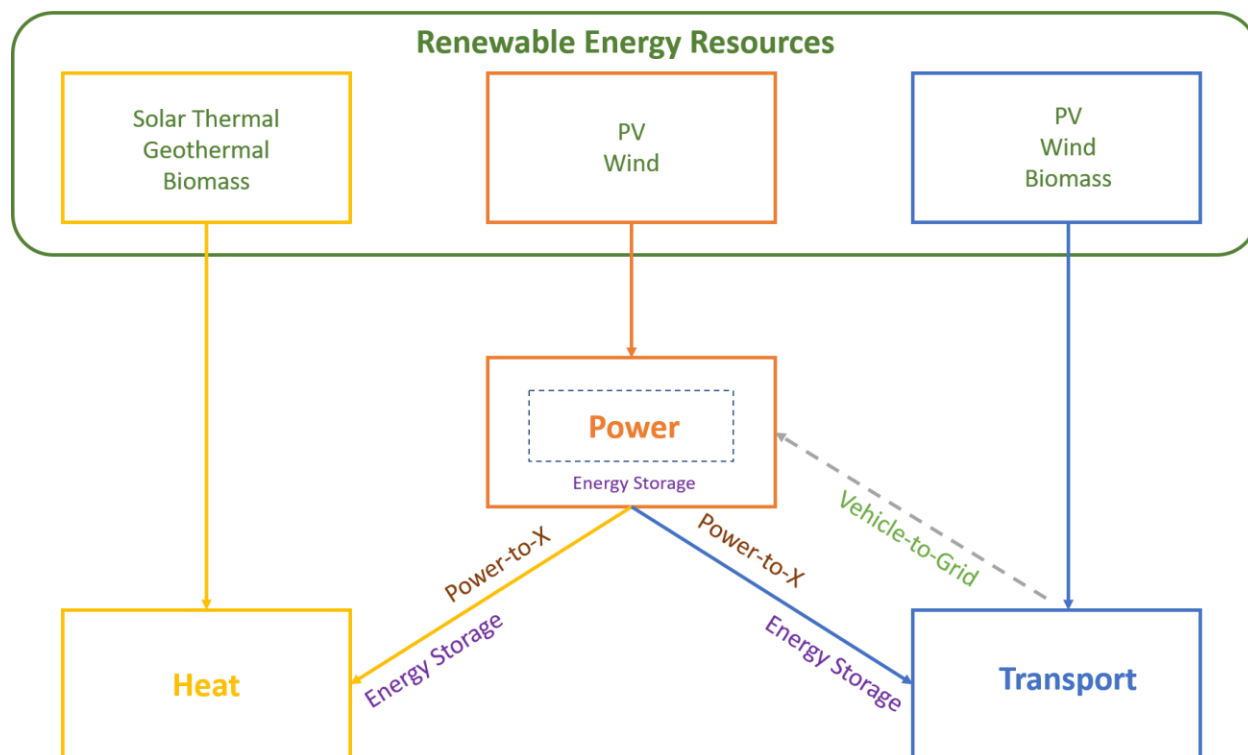 Renewable Energy Resources
Solar Thermal
Geothermal
Biomass
PV
Wind
PV
Wind
Biomass
Power
Energy Storage
Power-to-X
Energy Storage
Power-to-X
Energy Storage
Vehicle-to-Grid
Heat
Transport